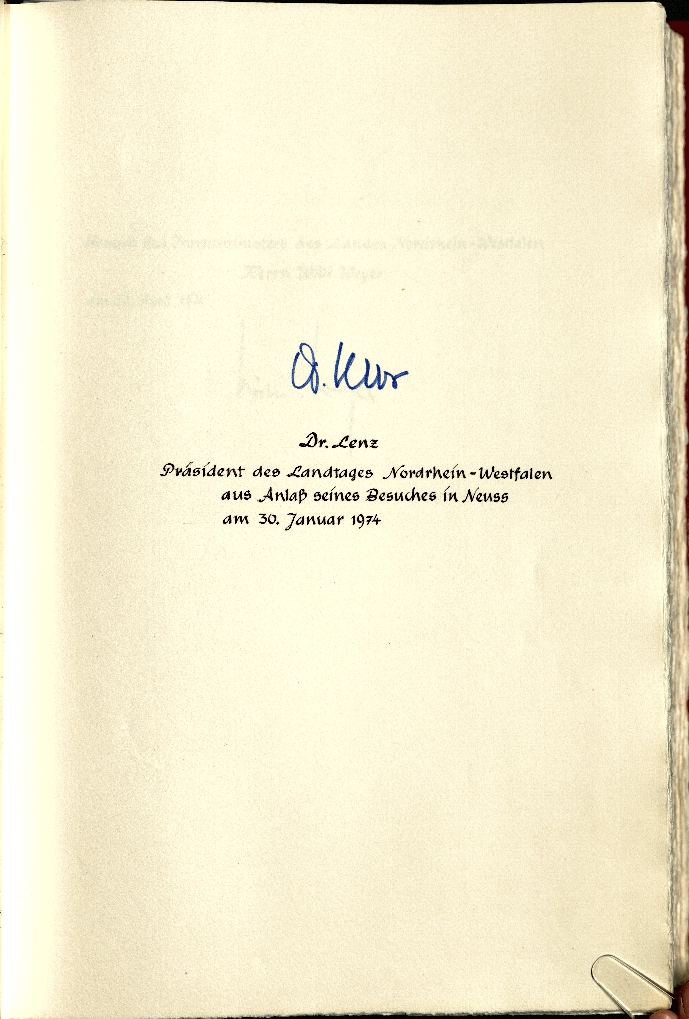 Dr. Lenz
Präsident des Landtages Nordrhein-Westfalen
aus Anlaß seines Besuches in Neuss
am 30. Januar 1974